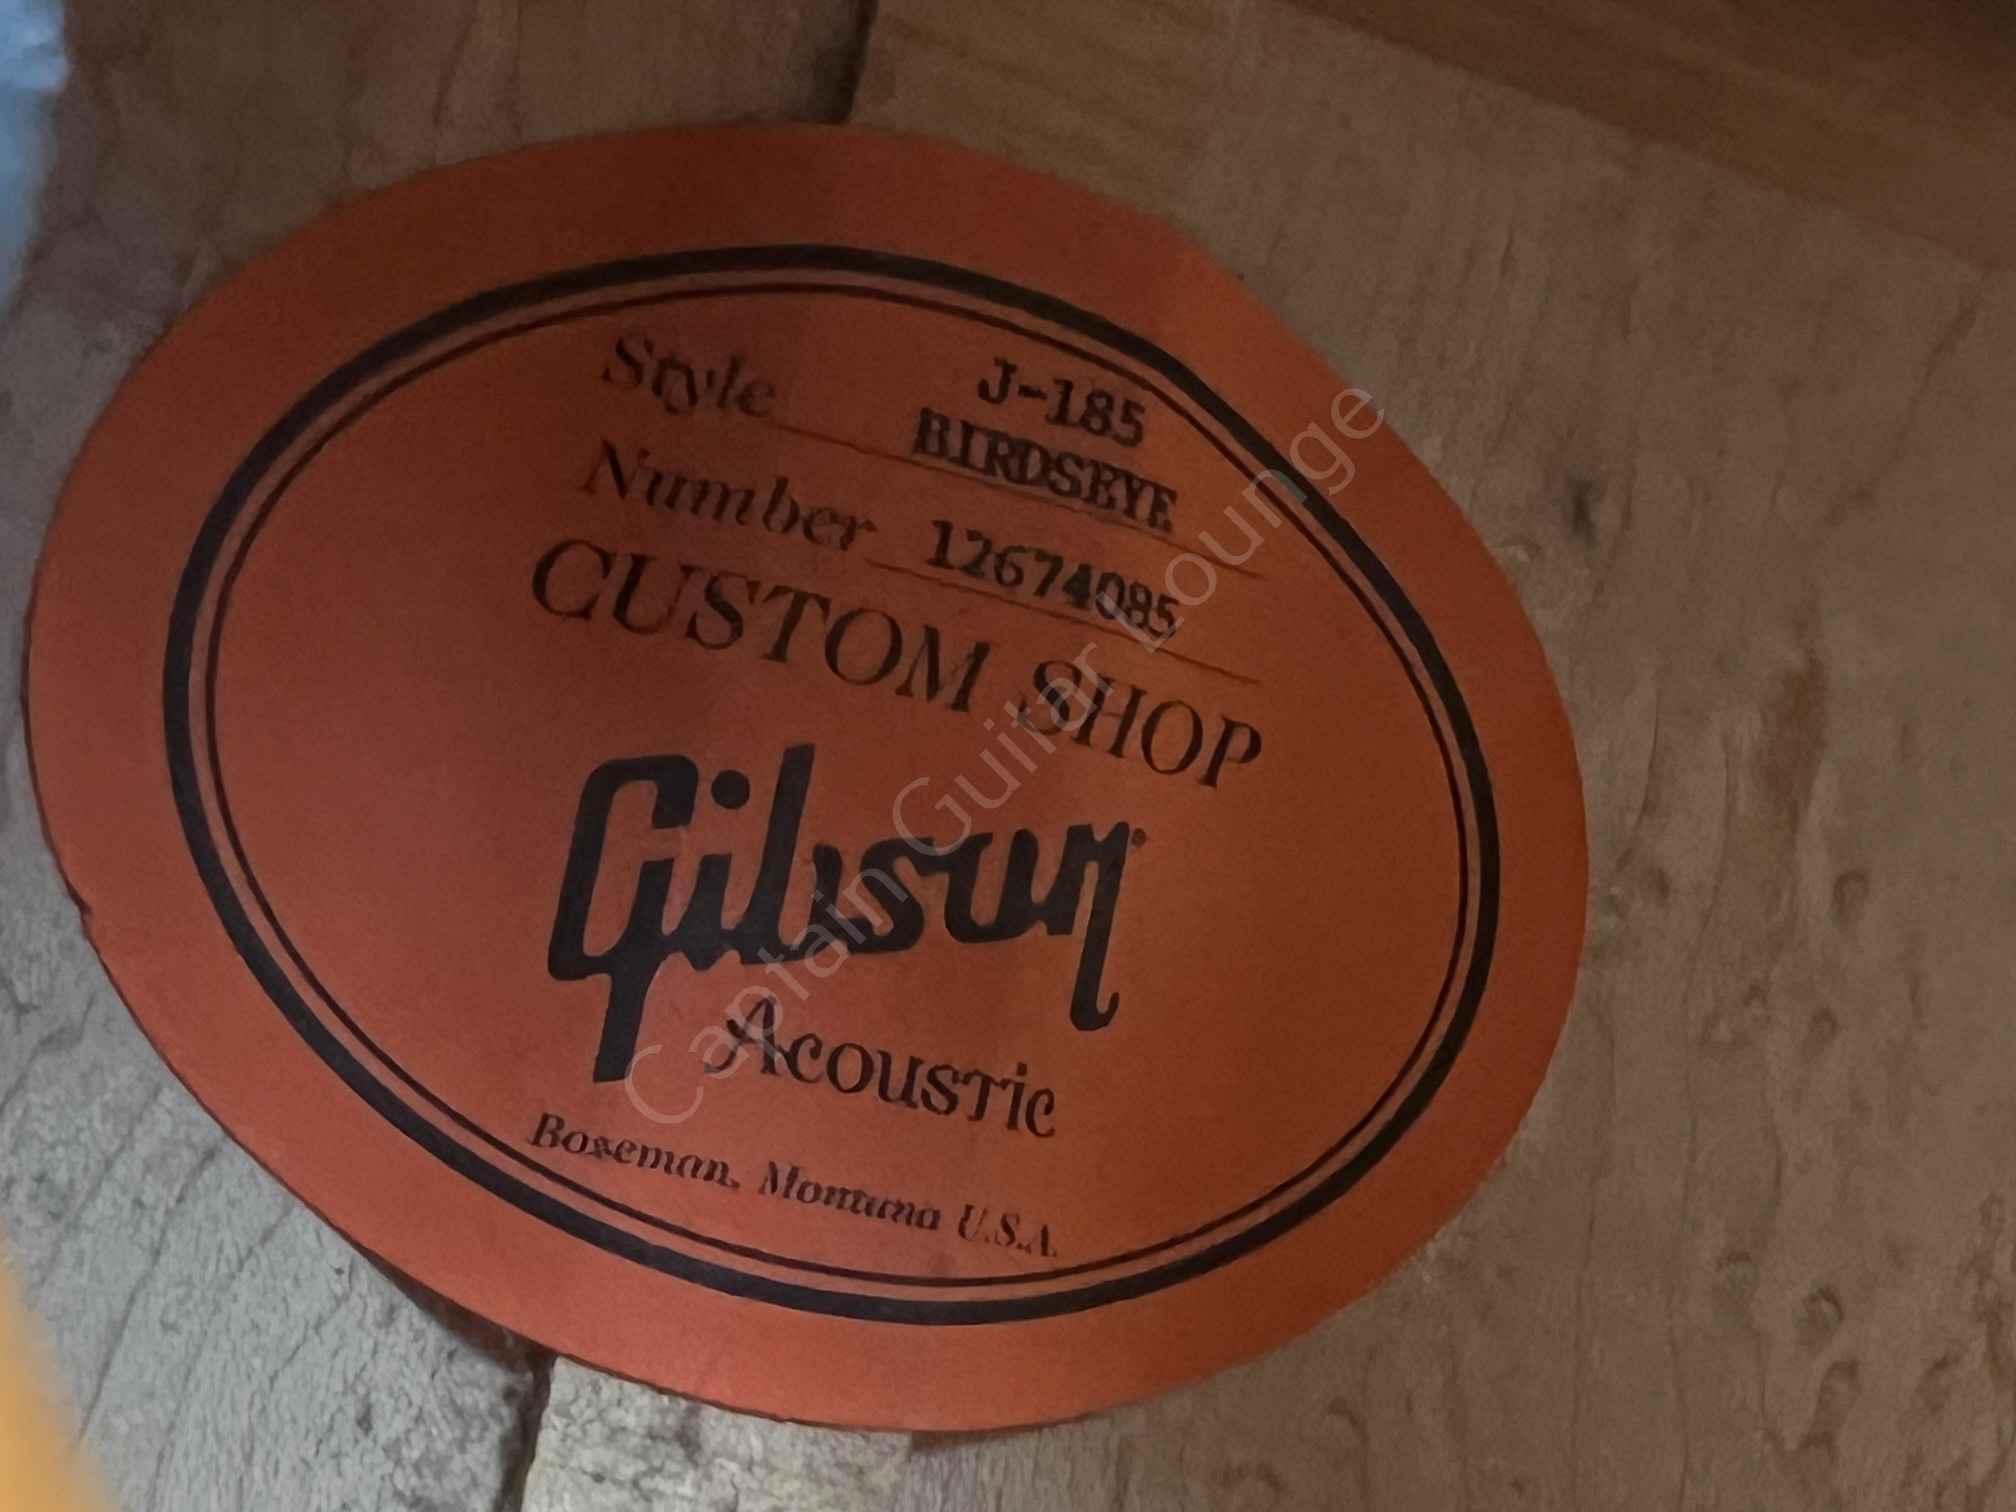 Style J-185
BIRDSEYE
Number 12674085
CUSTOM SHOP
Gibson
Acoustic
Bozeman, Montana U.S.A.
Captain Guitar Lounge